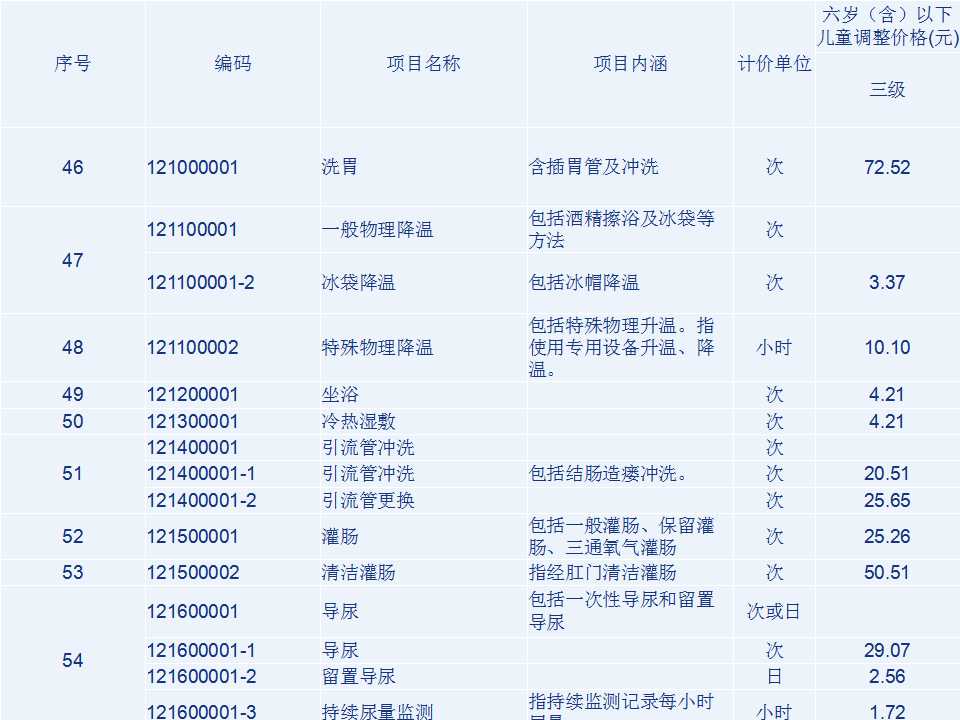 序号 编码 项目名称 项目内涵 计价单位 六岁（含）以下
儿童调整价格(元)
三级
46 121000001 洗胃 含插胃管及冲洗 次 72.52
47
121100001 一般物理降温 包括酒精擦浴及冰袋等
方法 次
121100001-2 冰袋降温 包括冰帽降温 次 3.37
48 121100002 特殊物理降温 包括特殊物理升温。指
使用专用设备升温、降
温。 小时 10.10
49 121200001 坐浴 次 4.21
50 121300001 冷热湿敷 次 4.21
51
121400001 引流管冲洗 次
121400001-1 引流管冲洗 包括结肠造瘘冲洗。 次 20.51
121400001-2 引流管更换 次 25.65
52 121500001 灌肠 包括一般灌肠、保留灌
肠、三通氧气灌肠 次 25.26
53 121500002 清洁灌肠 指经肛门清洁灌肠 次 50.51
54
121600001 导尿 包括一次性导尿和留置
导尿 次或日
121600001-1 导尿 次 29.07
121600001-2 留置导尿 日 2.56
121600001-3 持续尿量监测 指持续监测记录每小时 小时 1.72